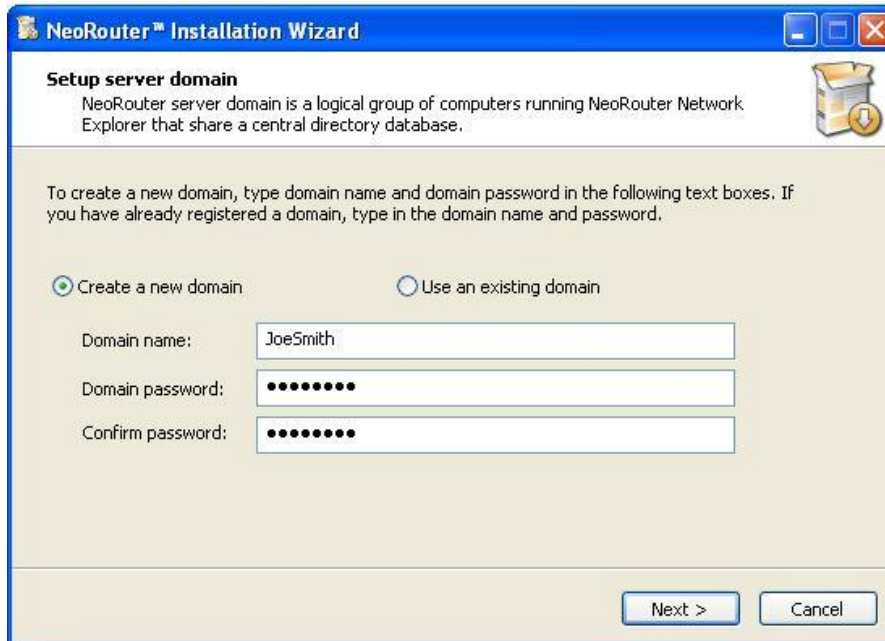 NeoRouter™ Installation Wizard
Setup server domain
NeoRouter server domain is a logical group of computers running NeoRouter Network
Explorer that share a central directory database.
To create a new domain, type domain name and domain password in the following text boxes. If
you have already registered a domain, type in the domain name and password.
Create a new domain Use an existing domain
Domain name: JoeSmith
Domain password: ••••••••
Confirm password: ••••••••
Next > Cancel